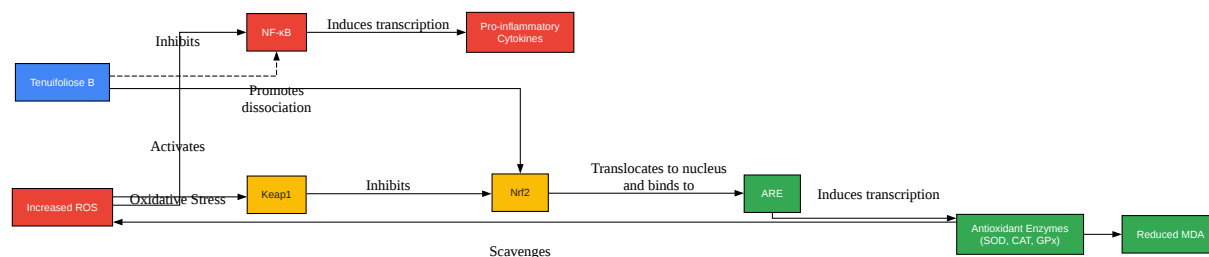 NF-κB
Induces transcription
Pro-inflammatory
Cytokines
Inhibits
Tenuifoliose B
Promotes
dissociation
Activates
Translocates to nucleus
and binds to
Keap1
Inhibits
Nrf2
ARE
Induces transcription
Oxidative Stress
Increased ROS
Antioxidant Enzymes
(SOD, CAT, GPx)
Reduced MDA
Scavenges